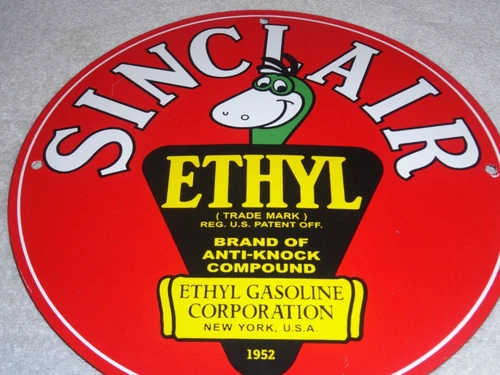 SINCLAIR
ETHYL
( TRADE MARK )
REG. U.S. PATENT OFF.
BRAND OF
ANTI-KNOCK
COMPOUND
ETHYL GASOLINE
CORPORATION
NEW YORK, U.S.A.
1952